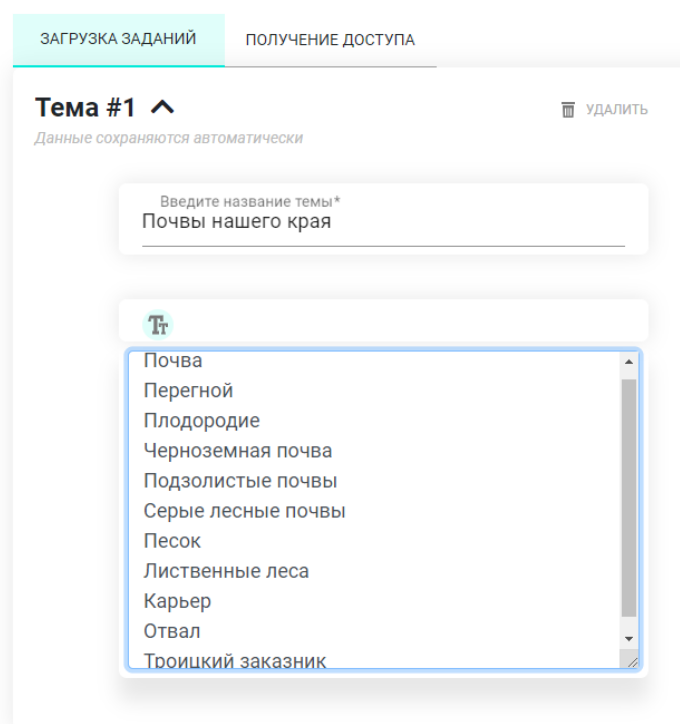 ЗАГРУЗКА ЗАДАНИЙ ПОЛУЧЕНИЕ ДОСТУПА
Тема #1 УДАЛИТЬ
Данные сохраняются автоматически
Введите название темы*
Почвы нашего края
Тт
Почва
Перегной
Плодородие
Черноземная почва
Подзолистые почвы
Серые лесные почвы
Песок
Лиственные леса
Карьер
Отвал
Троицкий заказник